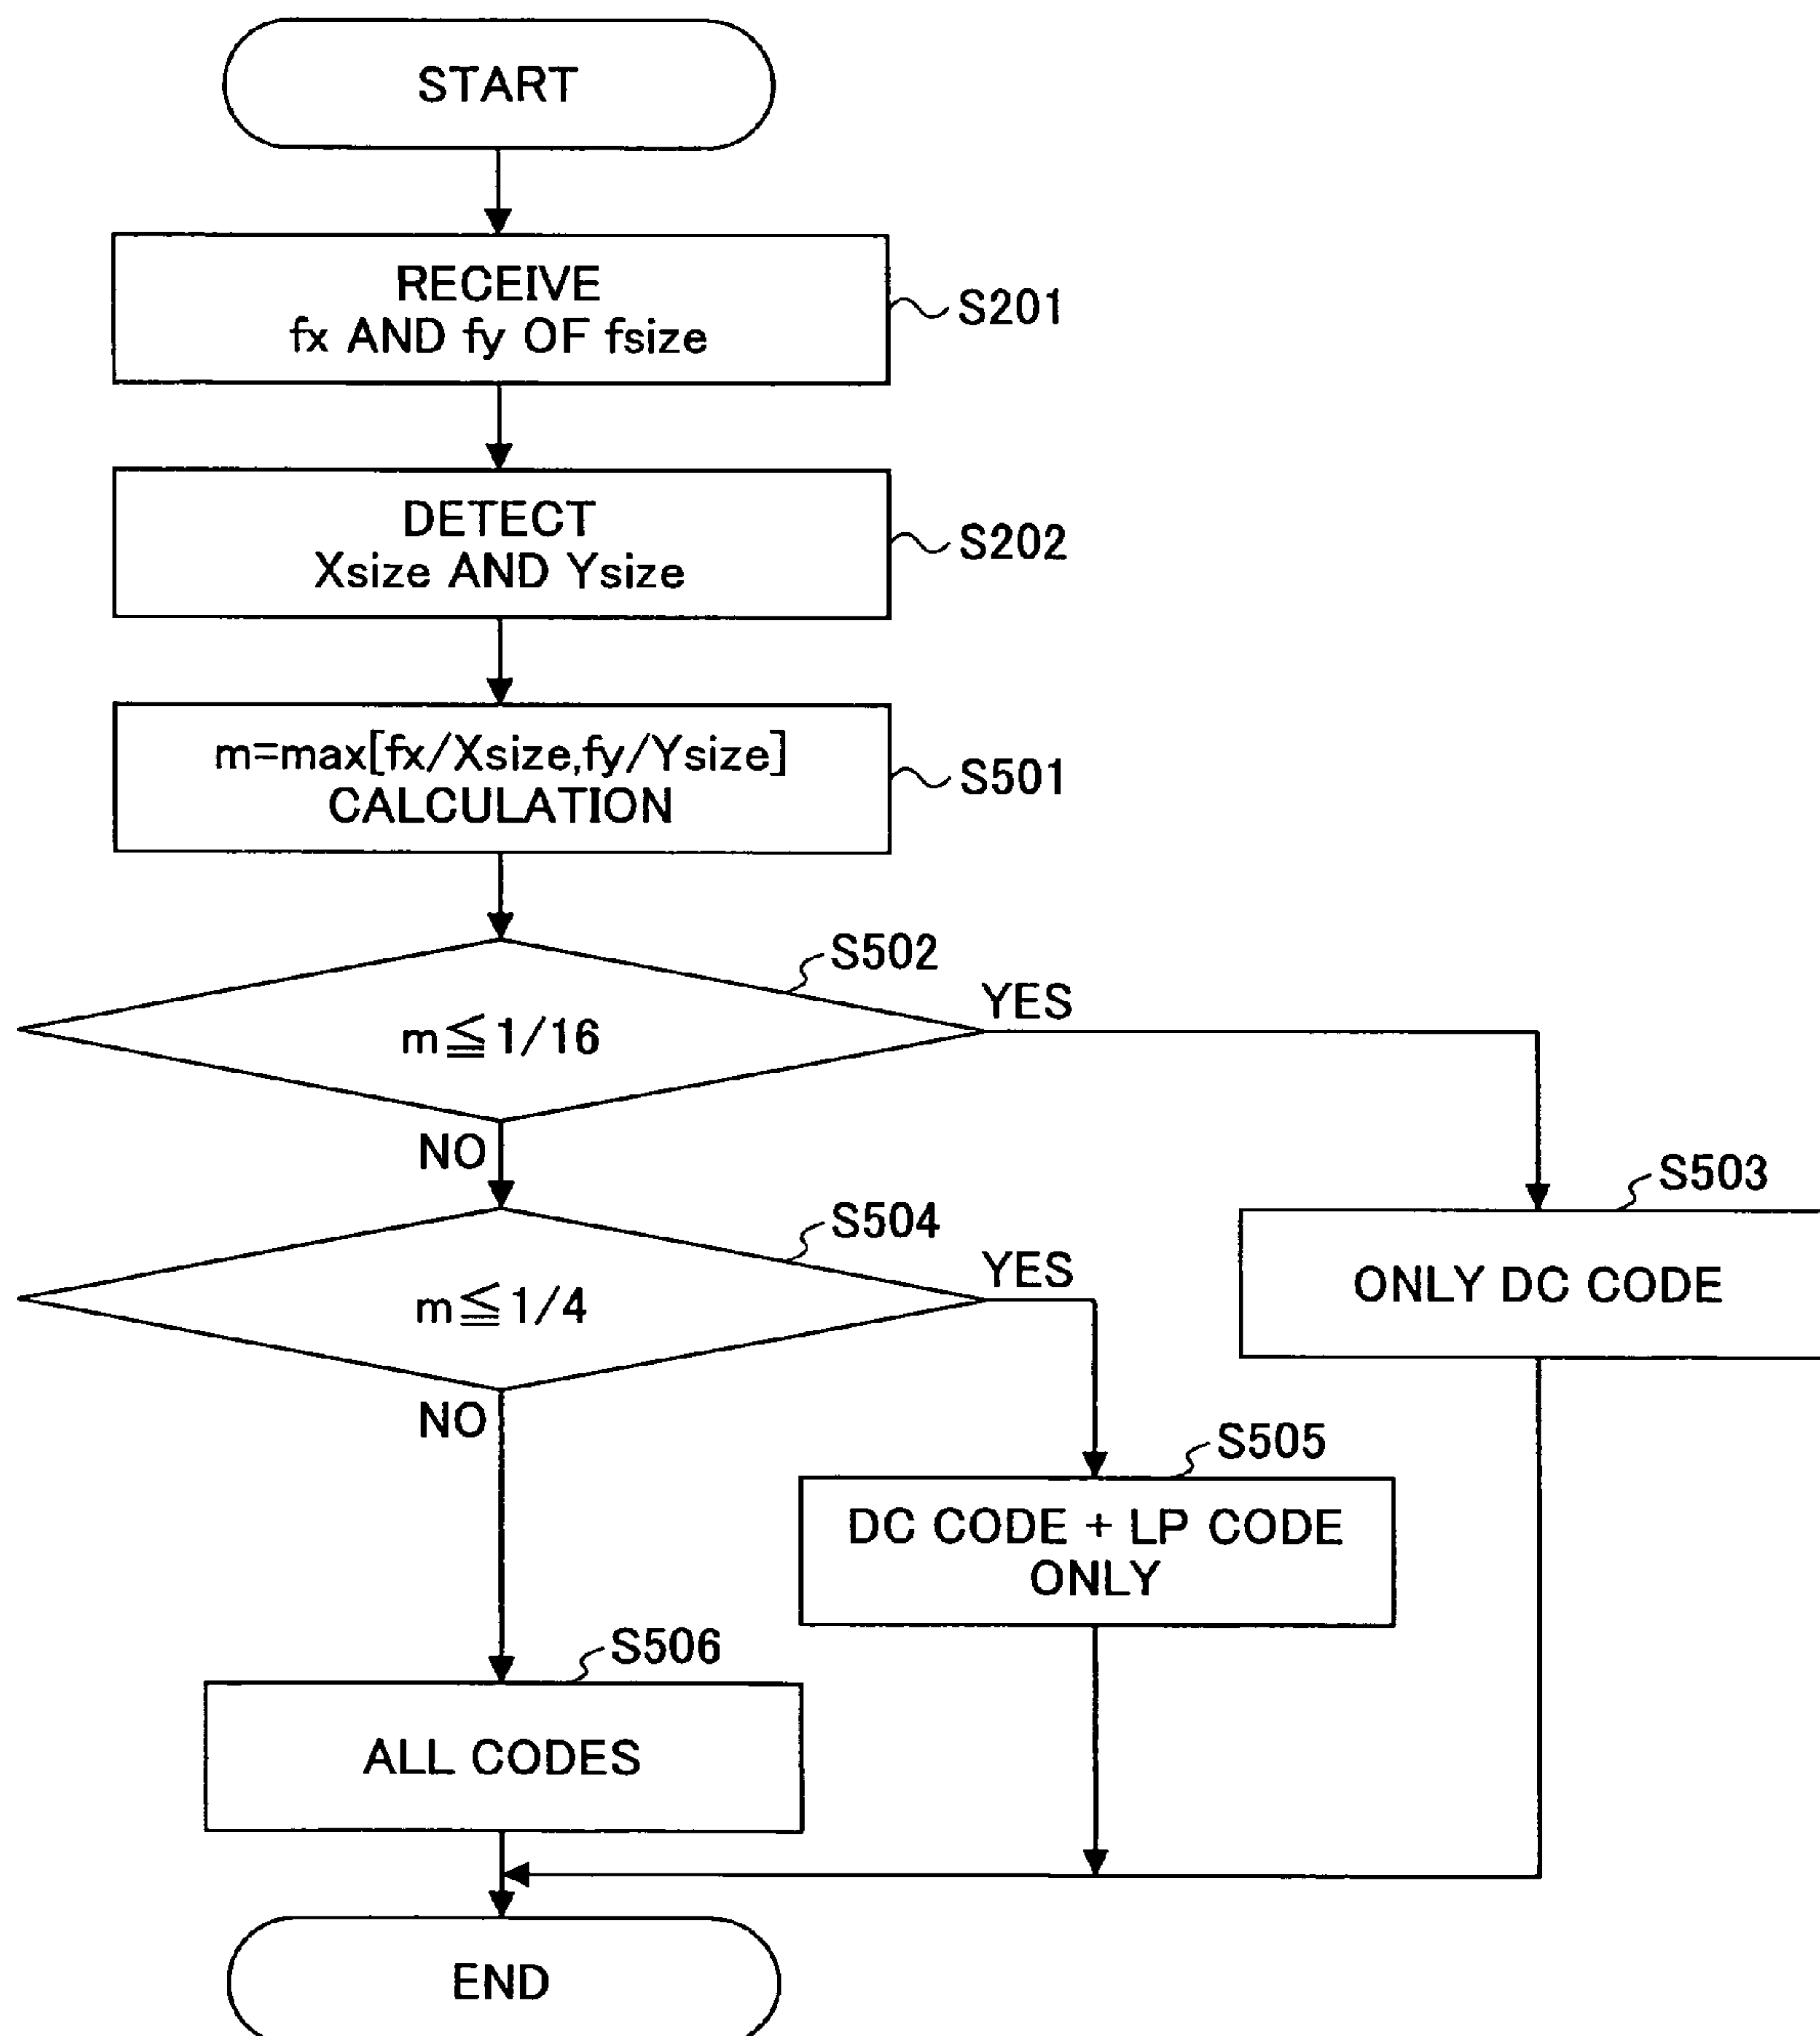 START
RECEIVE
fx AND fy OF fsize
S201
DETECT
Xsize AND Ysize
S202
m=max[fx/Xsize,fy/Ysize]
CALCULATION
S501
S502
m≦1/16
YES
NO
S503
ONLY DC CODE
S504
m≦1/4
YES
NO
S505
DC CODE + LP CODE
ONLY
S506
ALL CODES
END